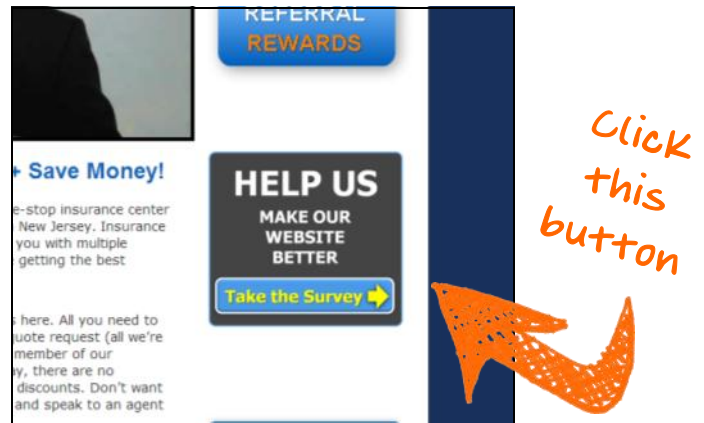 REFERRAL
REWARDS
+ Save Money!
e-stop insurance center
New Jersey. Insurance
you with multiple
getting the best
s here. All you need to
quote request (all we're
member of our
ay, there are no
discounts. Don't want
and speak to an agent
HELP US
MAKE OUR
WEBSITE
BETTER
Take the Survey
Click
this
button